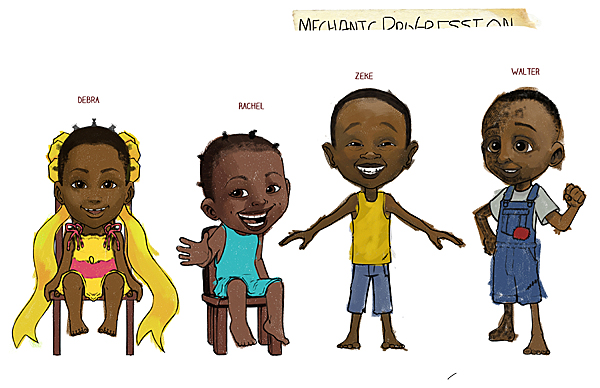 MECHANIC PROGRESSION
DEBRA
RACHEL
ZEKE
WALTER